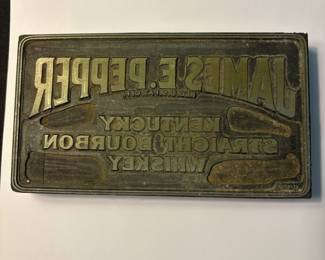 JAMES E. PEPPER
KENTUCKY
STRAIGHT BOURBON
WHISKEY